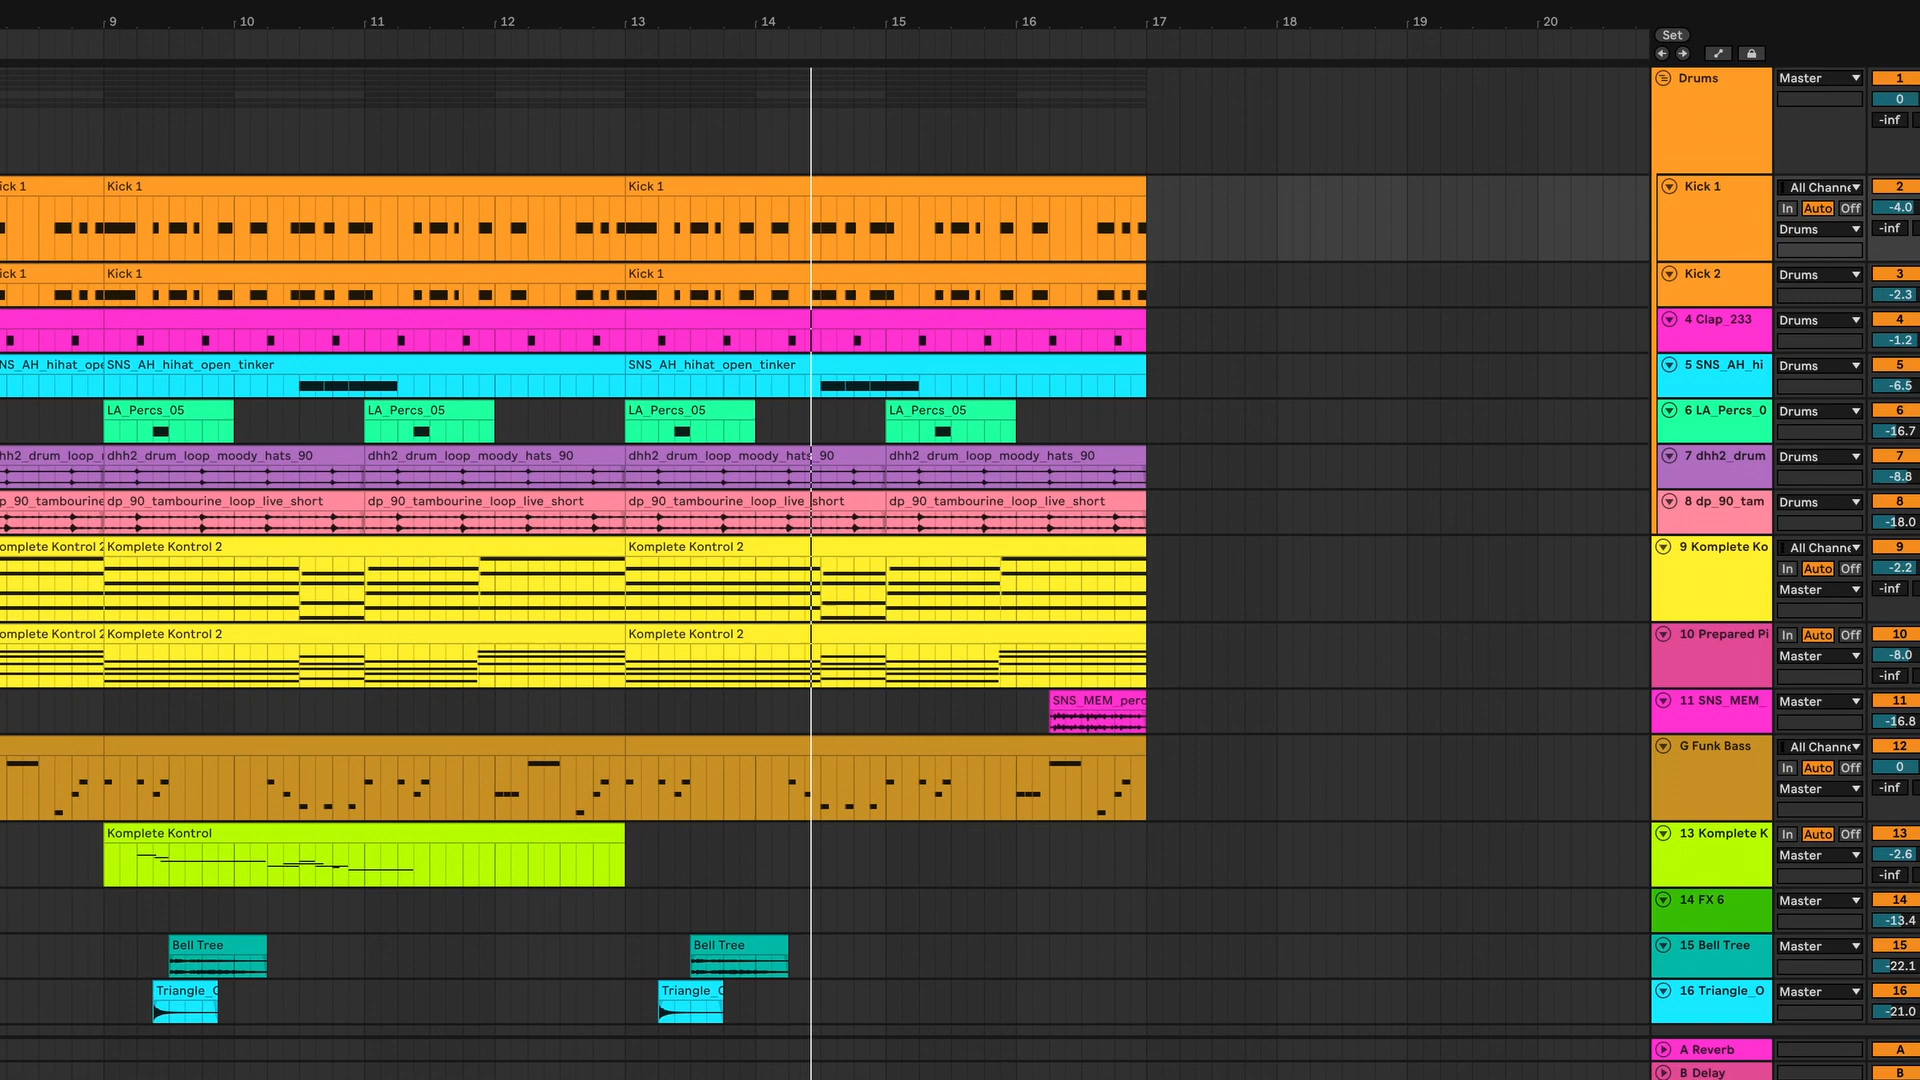 9 10 11 12 13 14 15 16 17 18 19 20
Set
Drums Master 1
0
-inf
ick 1 Kick 1 Kick 1 Kick 1 All Channe 2
In Auto Off -4.0
Drums -inf
ick 1 Kick 1 Kick 1 Kick 2 Drums 3
-2.3
4 Clap_233 Drums 4
-1.2
NS_AH_hihat_ope SNS_AH_hihat_open_tinker SNS_AH_hihat_open_tinker 5 SNS_AH_hi Drums 5
-6.5
LA_Percs_05 LA_Percs_05 LA_Percs_05 LA_Percs_05 6 LA_Percs_0 Drums 6
-16.7
hh2_drum_loop_ dhh2_drum_loop_moody_hats_90 dhh2_drum_loop_moody_hats_90 dhh2_drum_loop_moody_hats_90 dhh2_drum_loop_moody_hats_90 7 dhh2_drum Drums 7
-8.8
p_90_tambourine dp_90_tambourine_loop_live_short dp_90_tambourine_loop_live_short dp_90_tambourine_loop_live_short dp_90_tambourine_loop_live_short 8 dp_90_tam Drums 8
-18.0
omplete Kontrol 2 Komplete Kontrol 2 Komplete Kontrol 2 9 Komplete Ko All Channe 9
In Auto Off -2.2
Master -inf
omplete Kontrol 2 Komplete Kontrol 2 Komplete Kontrol 2 10 Prepared Pi In Auto Off 10
Master -8.0
-inf
SNS_MEM_perc 11 SNS_MEM_ Master 11
-16.8
G Funk Bass All Channe 12
In Auto Off 0
Master -inf
Komplete Kontrol 13 Komplete K In Auto Off 13
Master -2.6
-inf
14 FX 6 Master 14
-13.4
Bell Tree Bell Tree 15 Bell Tree Master 15
-22.1
Triangle_O Triangle_O 16 Triangle_O Master 16
-21.0
A Reverb A
B Delay B